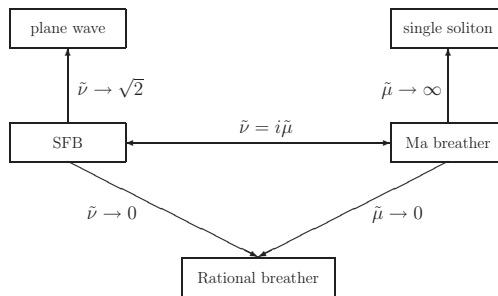 plane wave
single soliton
ν̃ → √2
μ̃ → ∞
SFB
ν̃ = iμ̃
Ma breather
ν̃ → 0
μ̃ → 0
Rational breather